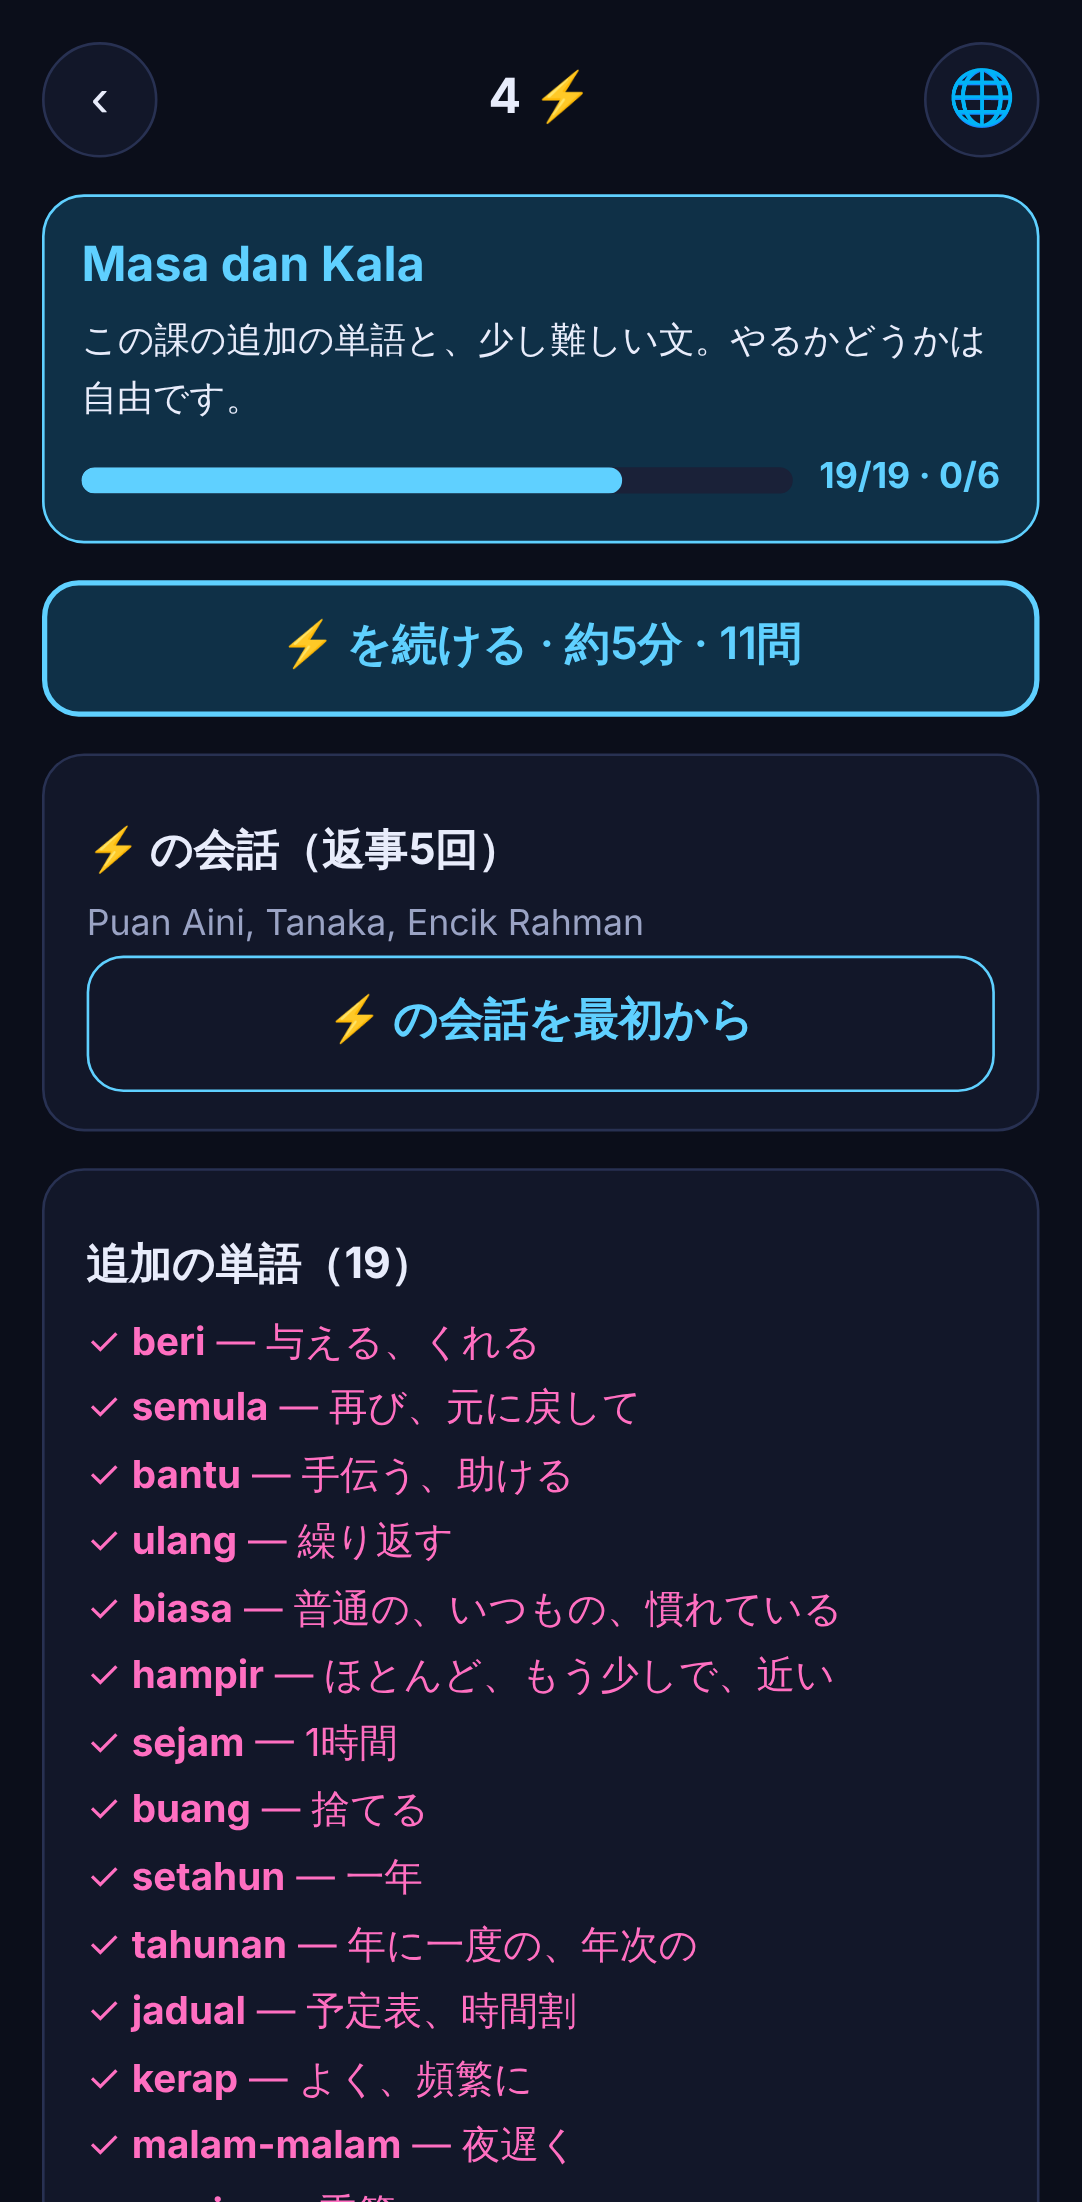 ‹
4 ⚡
🌐
Masa dan Kala
この課の追加の単語と、少し難しい文。やるかどうかは
自由です。
19/19 · 0/6
⚡ を続ける · 約5分 · 11問
⚡ の会話（返事5回）
Puan Aini, Tanaka, Encik Rahman
⚡ の会話を最初から
追加の単語（19）
✓ beri — 与える、くれる
✓ semula — 再び、元に戻して
✓ bantu — 手伝う、助ける
✓ ulang — 繰り返す
✓ biasa — 普通の、いつもの、慣れている
✓ hampir — ほとんど、もう少しで、近い
✓ sejam — 1時間
✓ buang — 捨てる
✓ setahun — 一年
✓ tahunan — 年に一度の、年次の
✓ jadual — 予定表、時間割
✓ kerap — よく、頻繁に
✓ malam-malam — 夜遅く